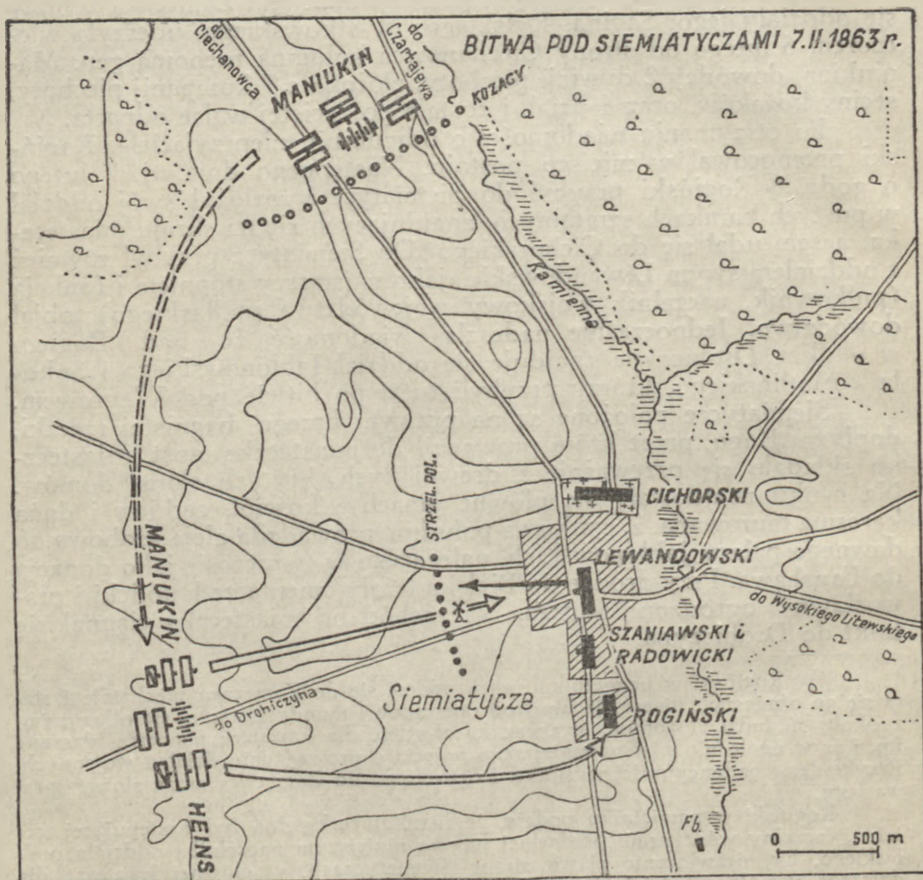 BITWA POD SIEMIATYCZAMI 7.II.1863 r.
do
Ciechanowca
MANIUKIN
do
Czartajewa
KOZACY
Kamienna
STRZEL. POL.
CICHORSKI
LEWANDOWSKI
do Wysokiego Litewskiego
SZANIAWSKI i
RADOWICKI
MANIUKIN
Siemiatycze
ROGIŃSKI
do Drohiczyna
HEINS
Fb.
0 500 m